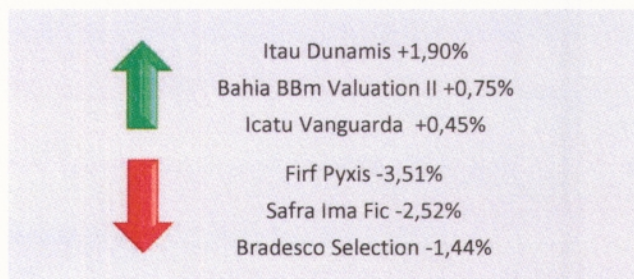 Itau Dunamis +1,90%
Bahia BBm Valuation II +0,75%
Icatu Vanguarda +0,45%
Firf Pyxis -3,51%
Safra Ima Fic -2,52%
Bradesco Selection -1,44%